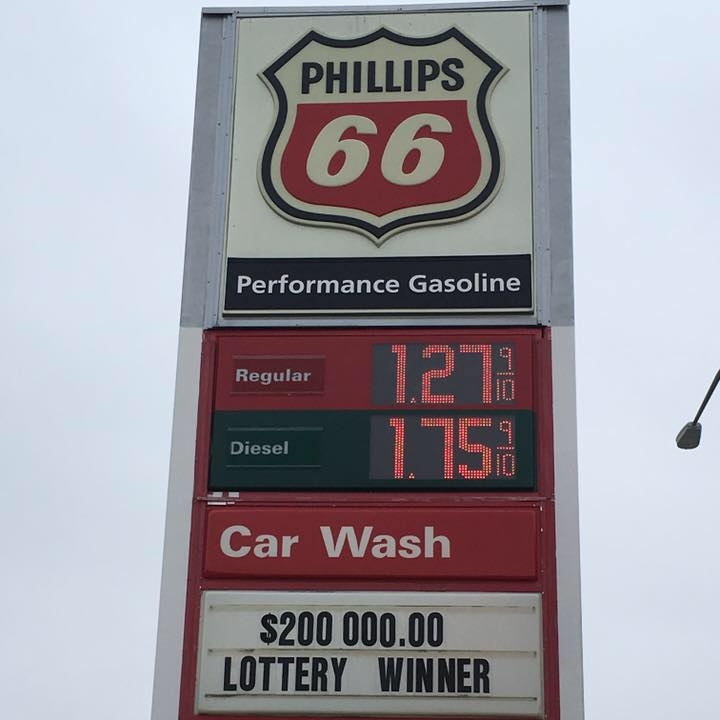 PHILLIPS
66
Performance Gasoline
Regular 1.27 9/10
Diesel 1.75 9/10
Car Wash
$200 000.00
LOTTERY WINNER